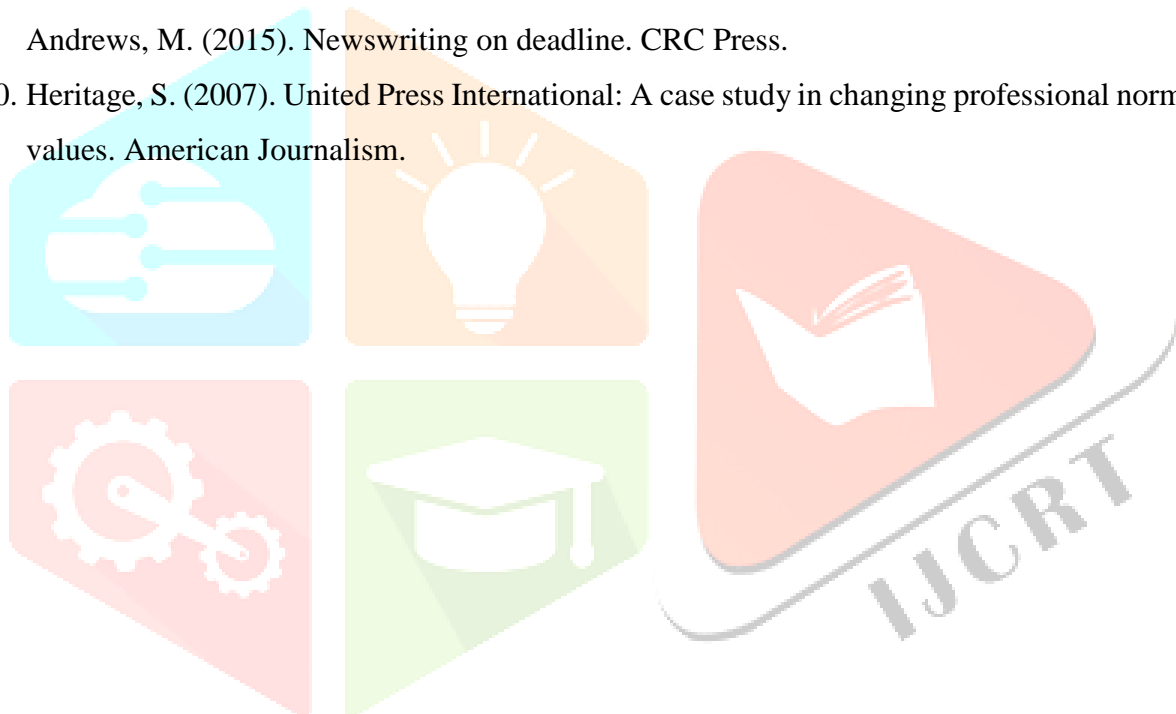 Andrews, M. (2015). Newswriting on deadline. CRC Press.
0. Heritage, S. (2007). United Press International: A case study in changing professional norm
values. American Journalism.
IJCRT